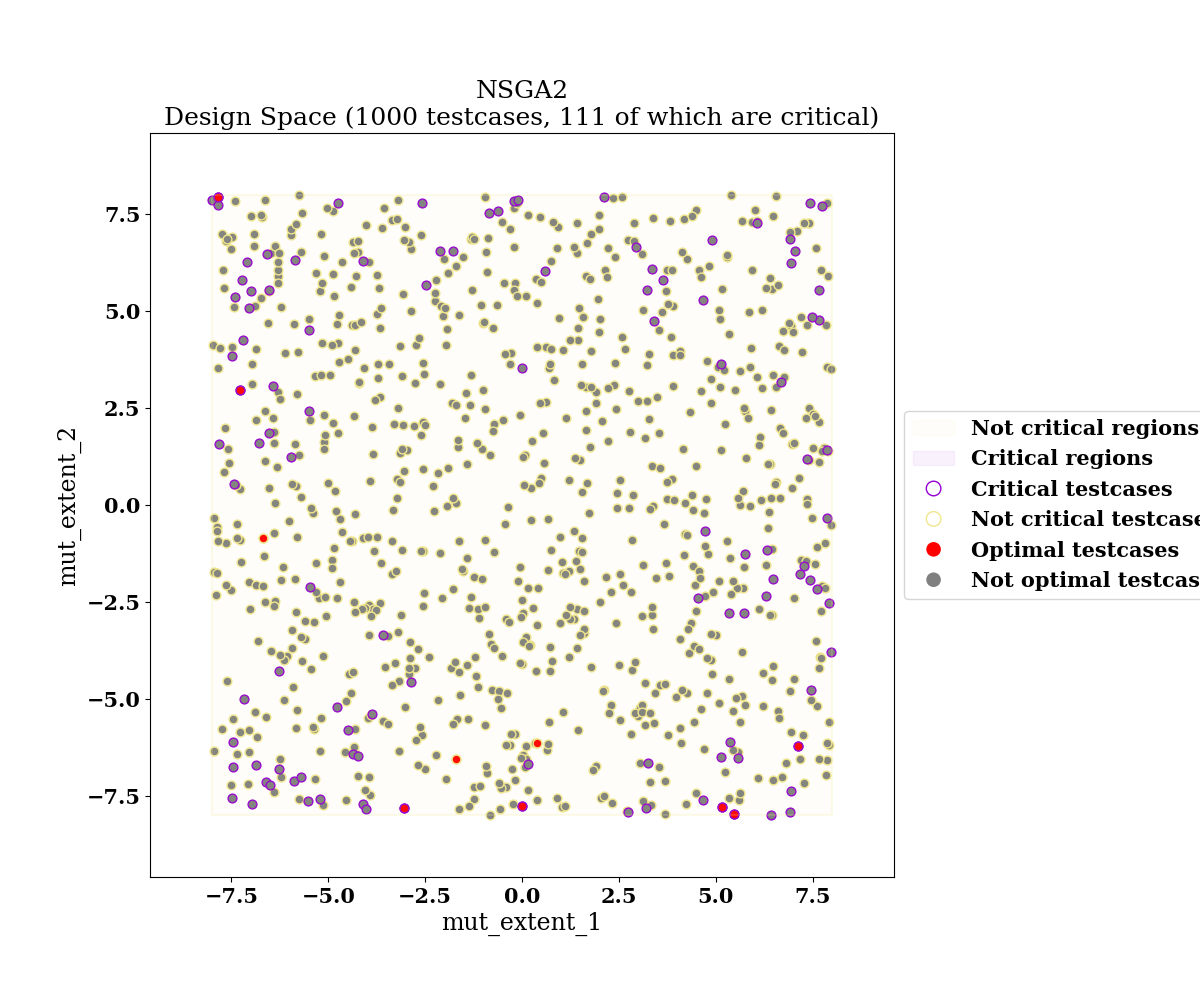 NSGA2
Design Space (1000 testcases, 111 of which are critical)
7.5
5.0
2.5
0.0
−2.5
−5.0
−7.5
mut_extent_2
−7.5 −5.0 −2.5 0.0 2.5 5.0 7.5
mut_extent_1
Not critical regions
Critical regions
Critical testcases
Not critical testcase
Optimal testcases
Not optimal testcas